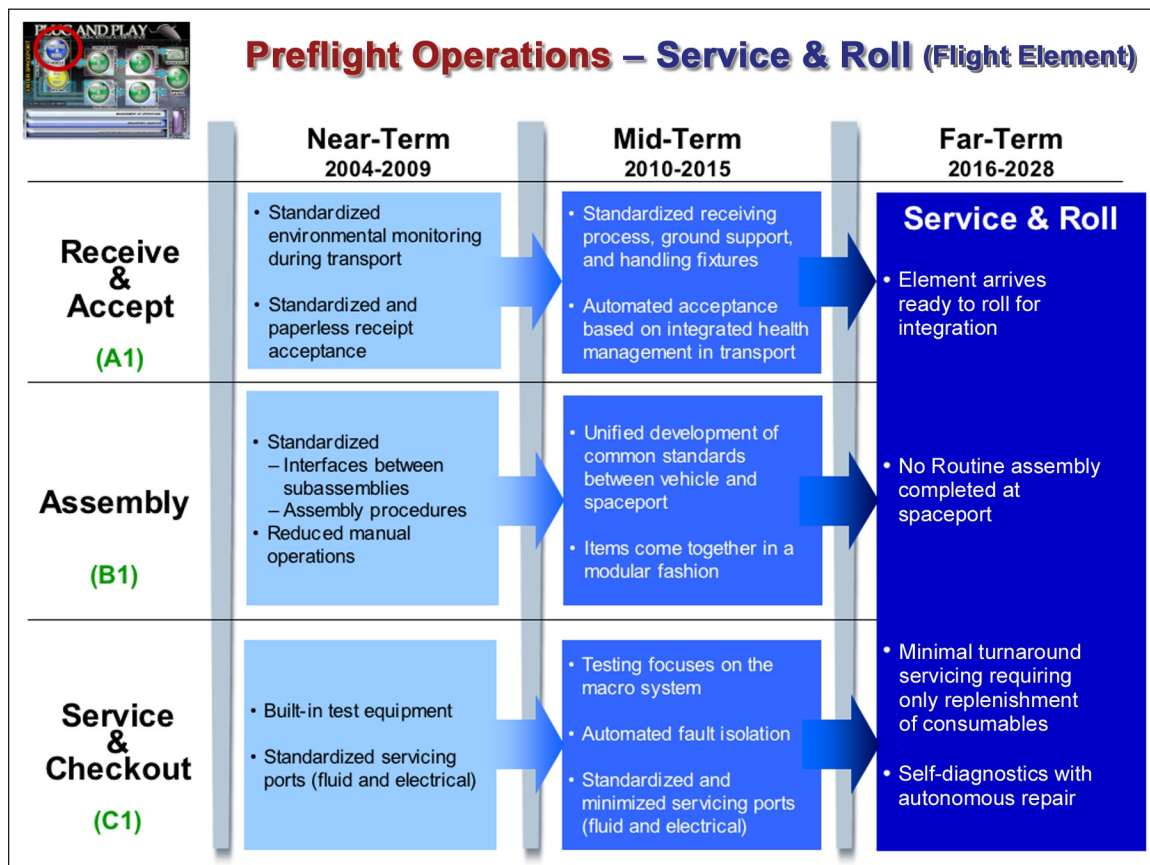 PLUG AND PLAY
Preflight Operations – Service & Roll (Flight Element)
Near-Term
2004-2009
Mid-Term
2010-2015
Far-Term
2016-2028
Receive
&
Accept
(A1)
• Standardized
environmental monitoring
during transport
• Standardized and
paperless receipt
acceptance
• Standardized receiving
process, ground support,
and handling fixtures
• Automated acceptance
based on integrated health
management in transport
Service & Roll
• Element arrives
ready to roll for
integration
Assembly
(B1)
• Standardized
– Interfaces between
subassemblies
– Assembly procedures
• Reduced manual
operations
• Unified development of
common standards
between vehicle and
spaceport
• Items come together in a
modular fashion
• No Routine assembly
completed at
spaceport
Service
&
Checkout
(C1)
• Built-in test equipment
• Standardized servicing
ports (fluid and electrical)
• Testing focuses on the
macro system
• Automated fault isolation
• Standardized and
minimized servicing ports
(fluid and electrical)
• Minimal turnaround
servicing requiring
only replenishment
of consumables
• Self-diagnostics with
autonomous repair